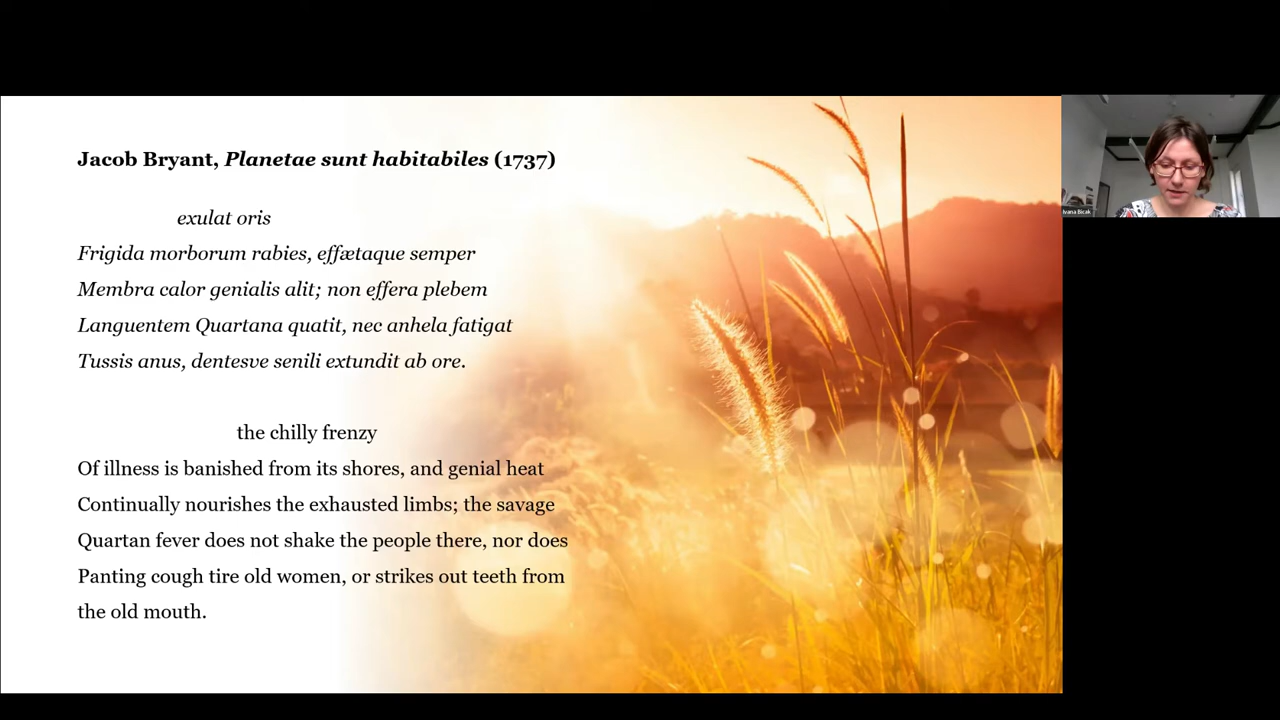 Jacob Bryant, Planetae sunt habitabiles (1737)
exulat oris
Frigida morborum rabies, effætaque semper
Membra calor genialis alit; non effera plebem
Languentem Quartana quatit, nec anhela fatigat
Tussis anus, dentesve senili extundit ab ore.
the chilly frenzy
Of illness is banished from its shores, and genial heat
Continually nourishes the exhausted limbs; the savage
Quartan fever does not shake the people there, nor does
Panting cough tire old women, or strikes out teeth from
the old mouth.
Ivana Bicak